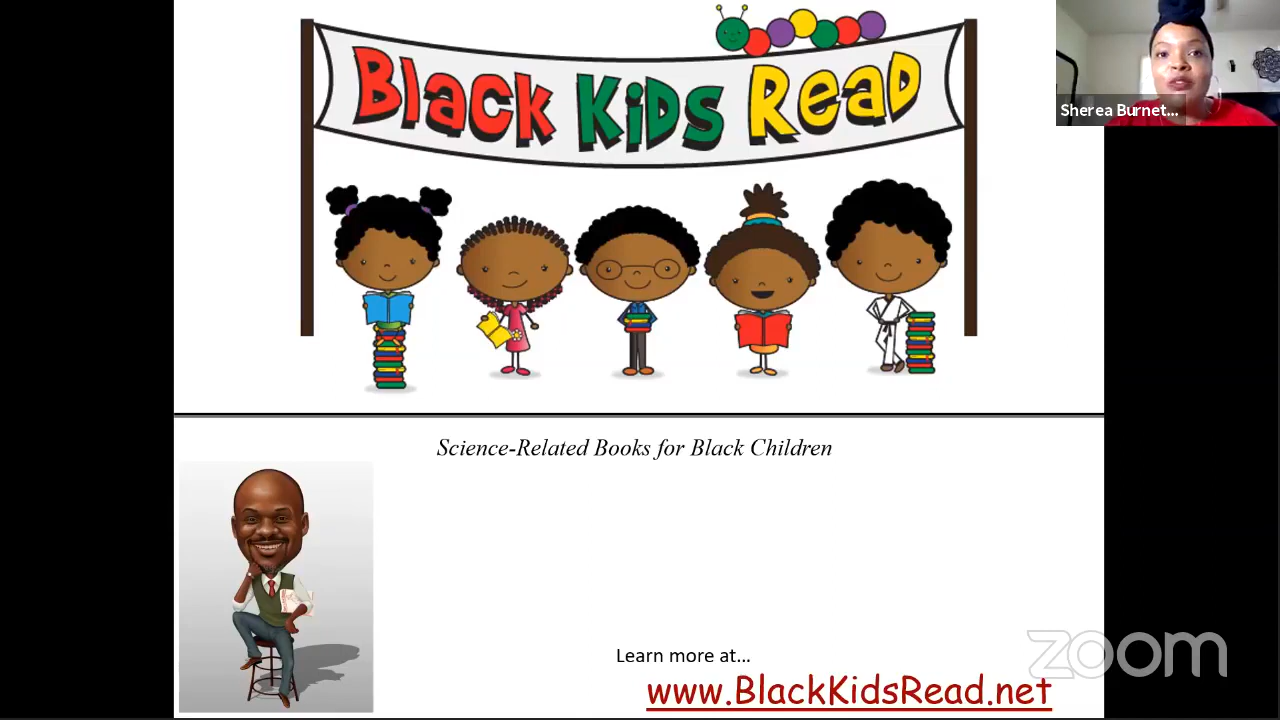 Black Kids Read
Sherea Burnet...
Science-Related Books for Black Children
Learn more at...
www.BlackKidsRead.net
zoom